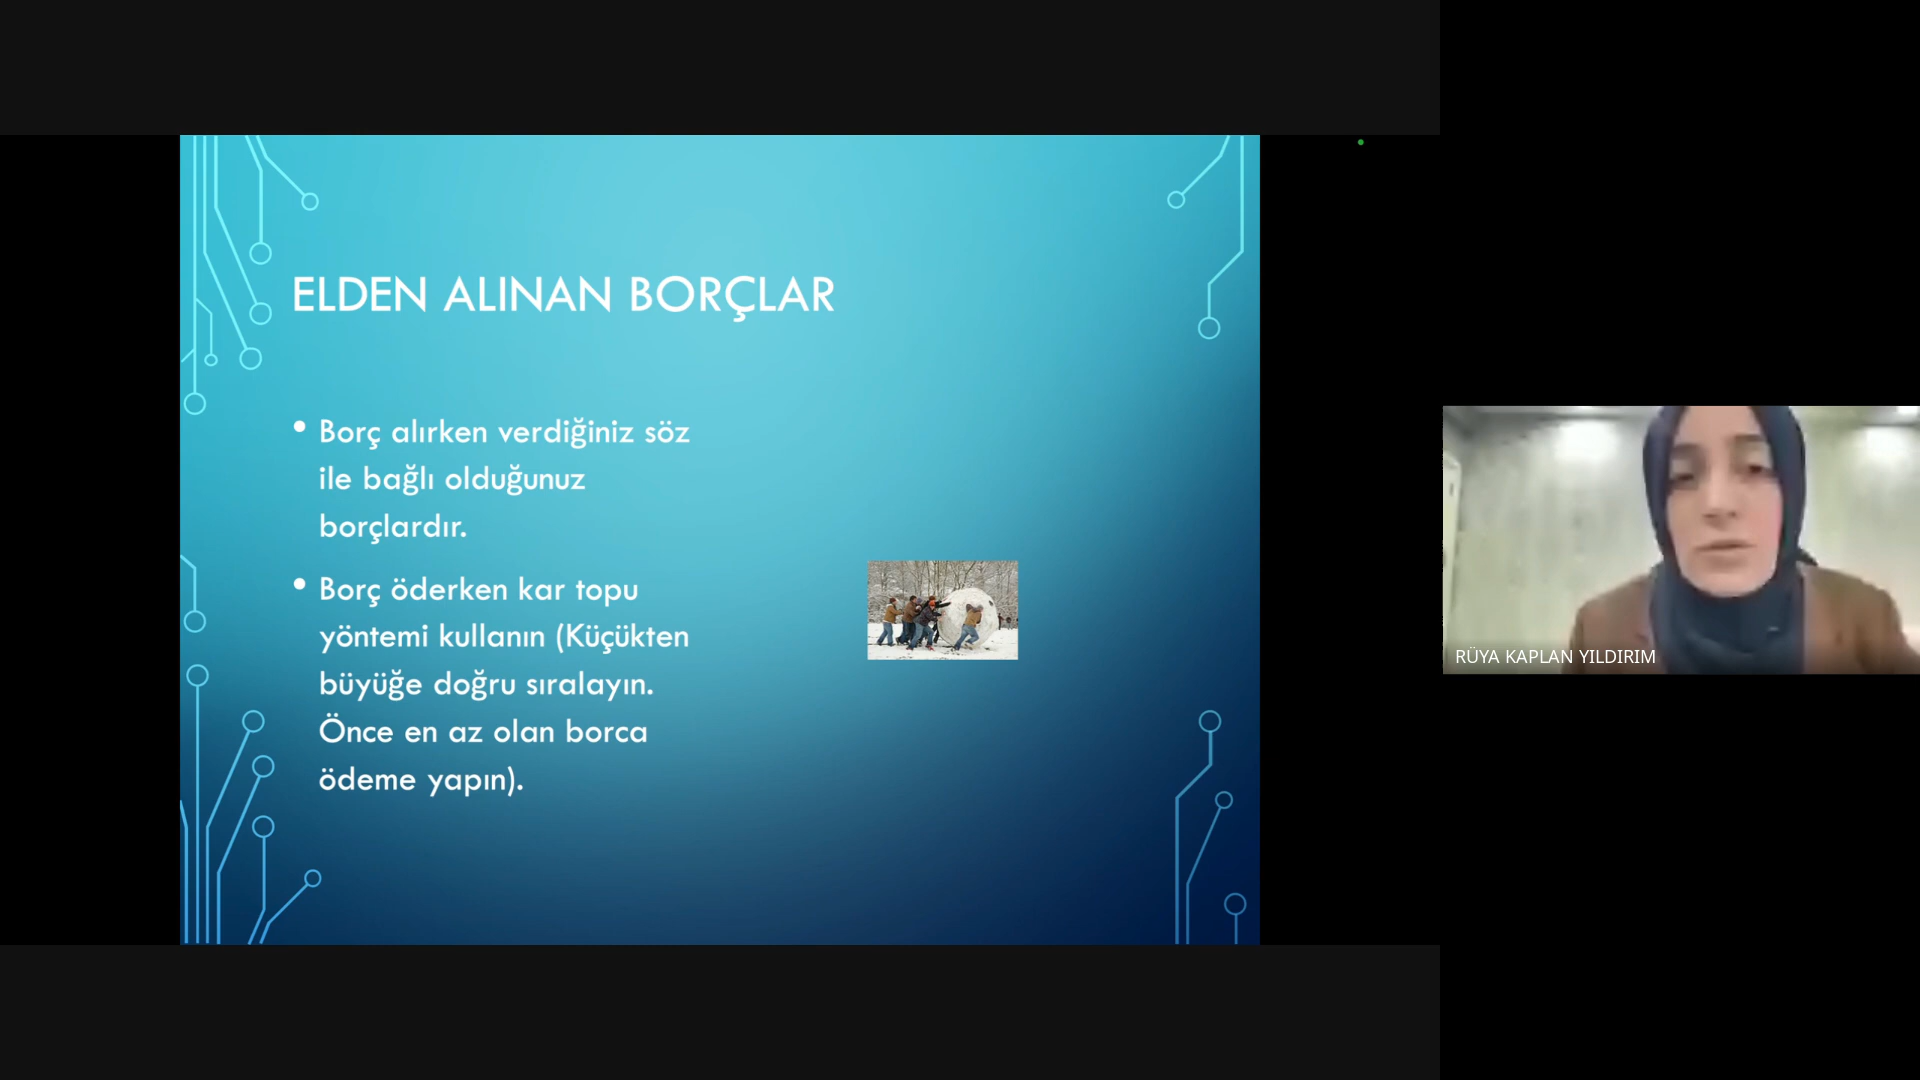 ELDEN ALINAN BORÇLAR
• Borç alırken verdiğiniz söz
ile bağlı olduğunuz
borçlardır.
• Borç öderken kar topu
yöntemi kullanın (Küçükten
büyüğe doğru sıralayın.
Önce en az olan borca
ödeme yapın).
RÜYA KAPLAN YILDIRIM